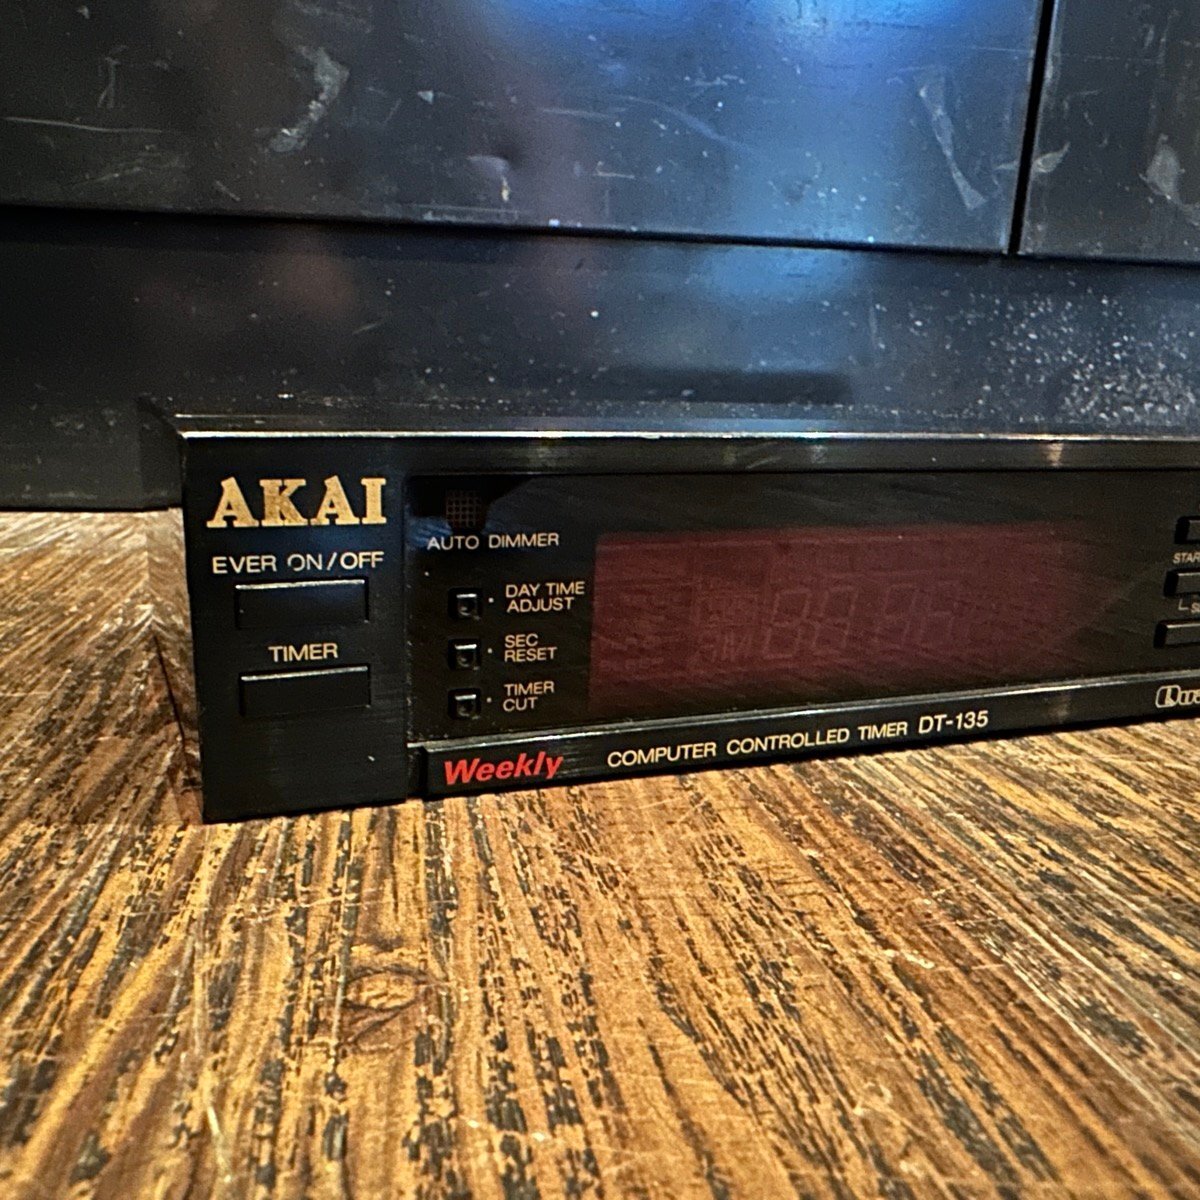 AKAI
EVER ON/OFF
TIMER
AUTO DIMMER
DAY TIME
ADJUST
SEC
RESET
TIMER
CUT
Weekly
COMPUTER CONTROLLED TIMER DT-135